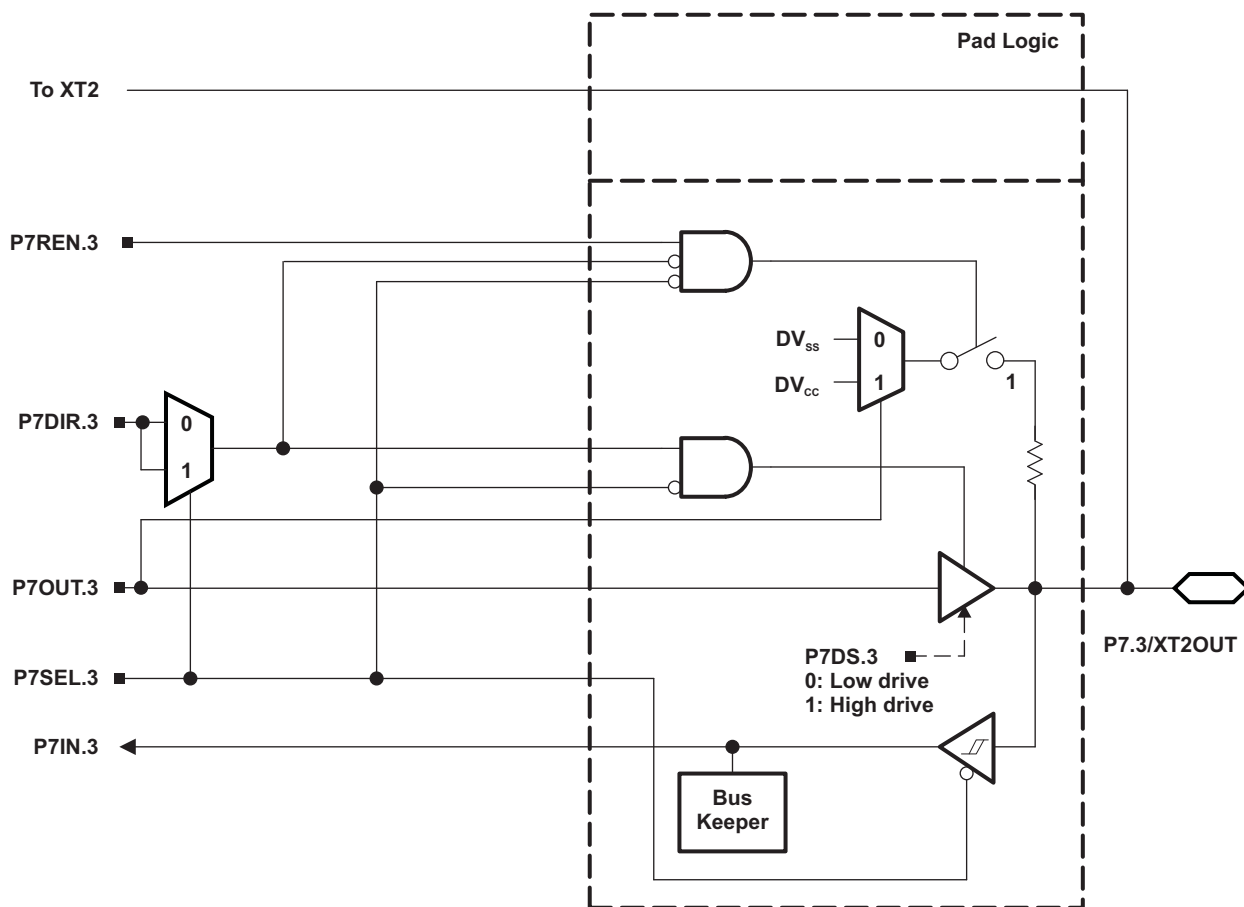 Pad Logic
To XT2
P7REN.3
DVss
0
DVcc
1
1
P7DIR.3
0
1
P7OUT.3
P7.3/XT2OUT
P7SEL.3
P7DS.3
0: Low drive
1: High drive
P7IN.3
Bus
Keeper